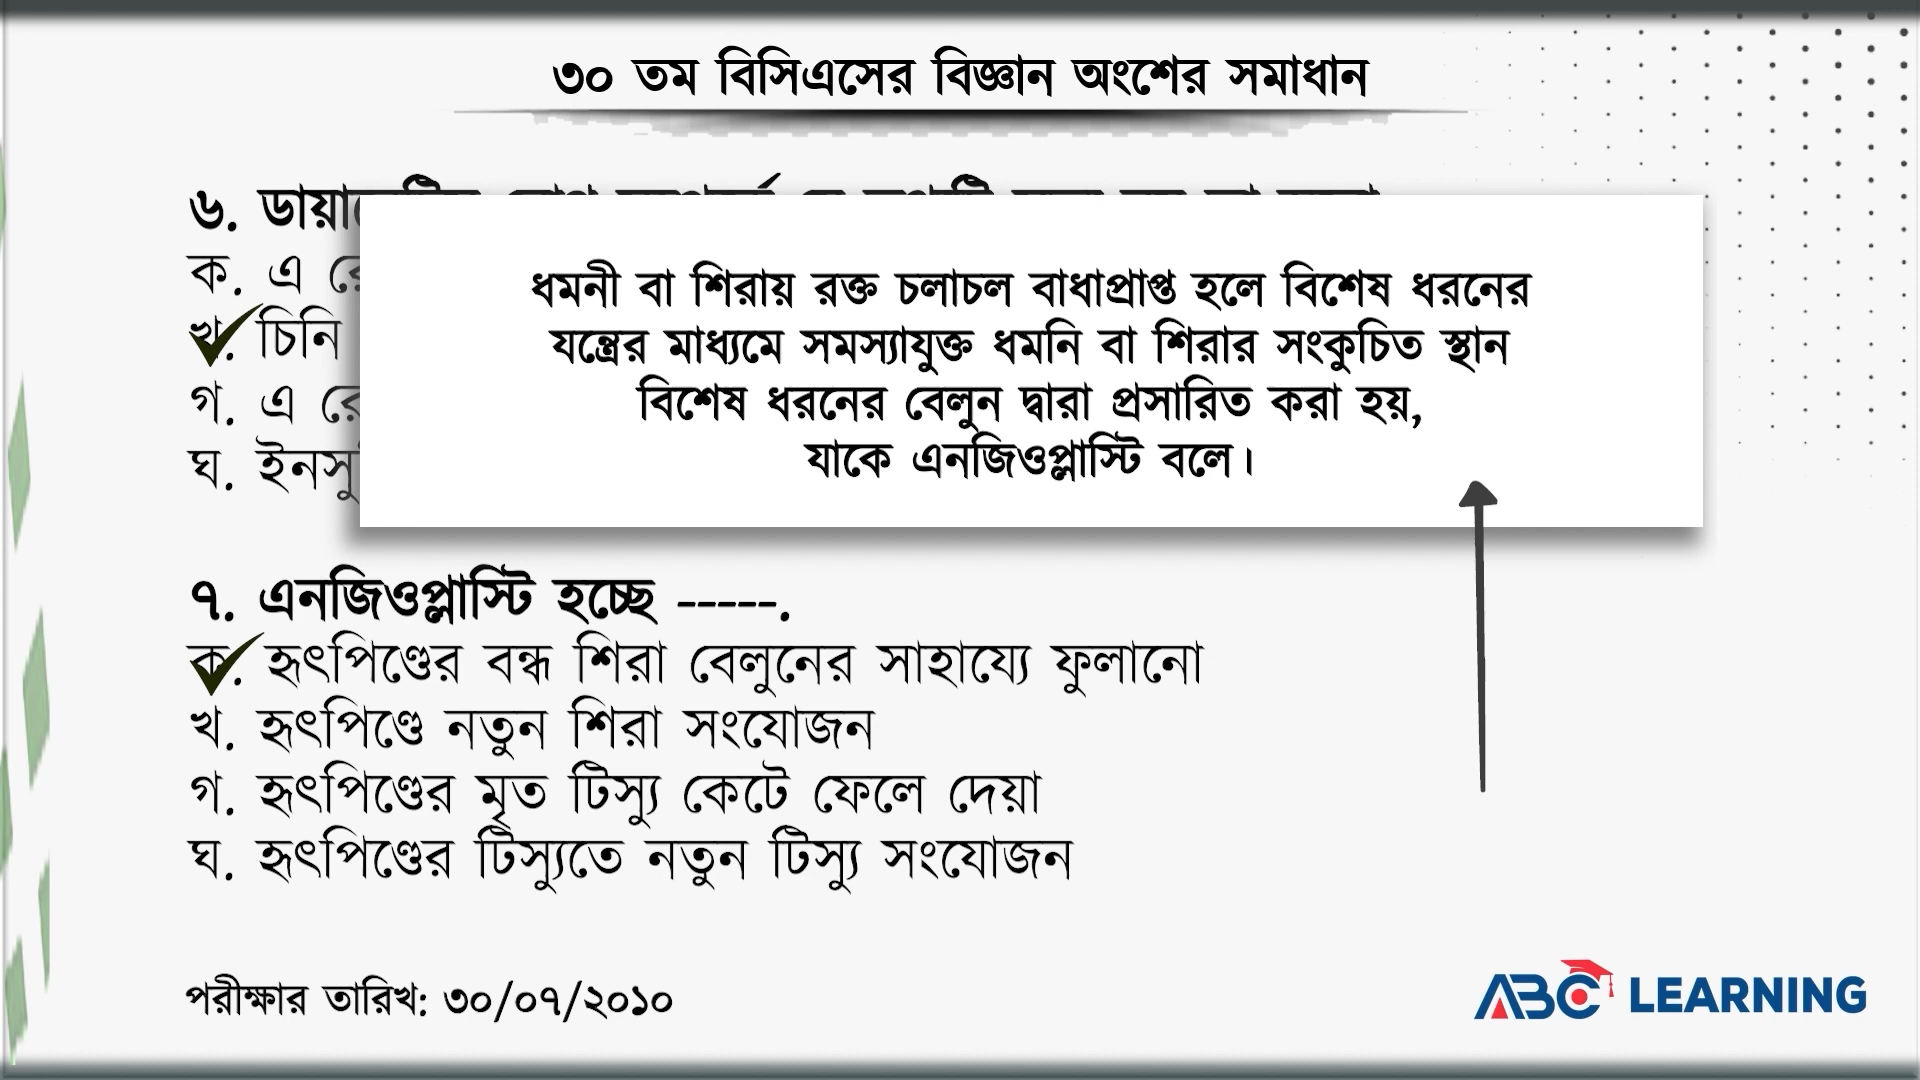 ৩০ তম বিসিএসের বিজ্ঞান অংশের সমাধান
৬.
ক. এ
খ. চিনি
গ. এ
ঘ.
ধমনী বা শিরায় রক্ত চলাচল বাধাপ্রাপ্ত হলে বিশেষ ধরনের
যন্ত্রের মাধ্যমে সমস্যাযুক্ত ধমনি বা শিরার সংকুচিত স্থান
বিশেষ ধরনের বেলুন দ্বারা প্রসারিত করা হয়,
যাকে এনজিওপ্লাস্টি বলে।
৭. এনজিওপ্লাস্টি হচ্ছে -----.
ক. হৃৎপিণ্ডের বন্ধ শিরা বেলুনের সাহায্যে ফুলানো
খ. হৃৎপিণ্ডে নতুন শিরা সংযোজন
গ. হৃৎপিণ্ডের মৃত টিস্যু কেটে ফেলে দেয়া
ঘ. হৃৎপিণ্ডের টিস্যুতে নতুন টিস্যু সংযোজন
পরীক্ষার তারিখ: ৩০/০৭/২০১০
ABC LEARNING